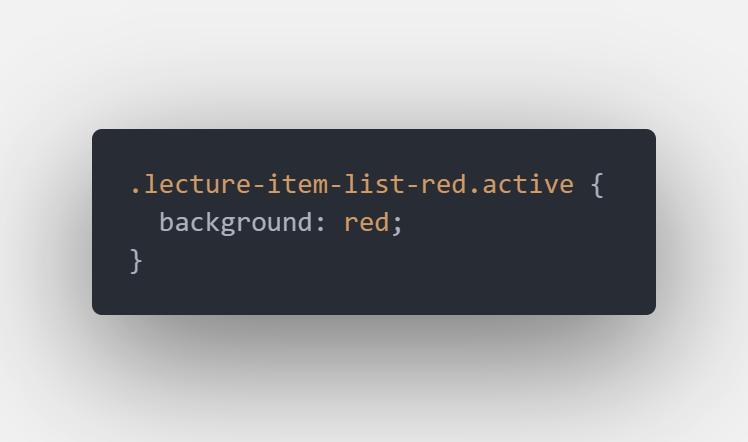 .lecture-item-list-red.active {
  background: red;
}